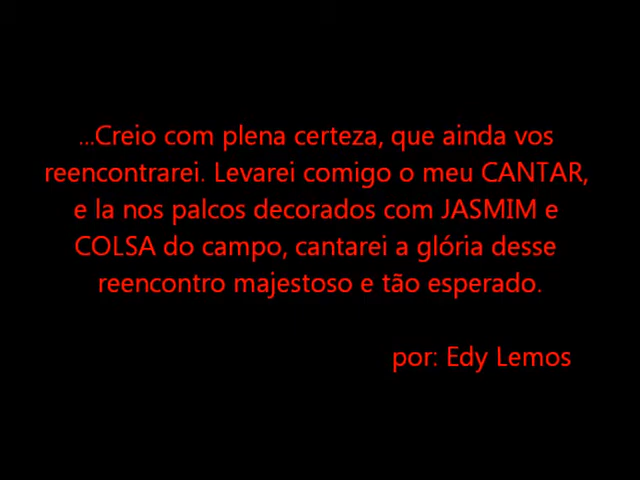 ...Creio com plena certeza, que ainda vos
reencontrarei. Levarei comigo o meu CANTAR,
e la nos palcos decorados com JASMIM e
COLSA do campo, cantarei a glória desse
reencontro majestoso e tão esperado.
por: Edy Lemos